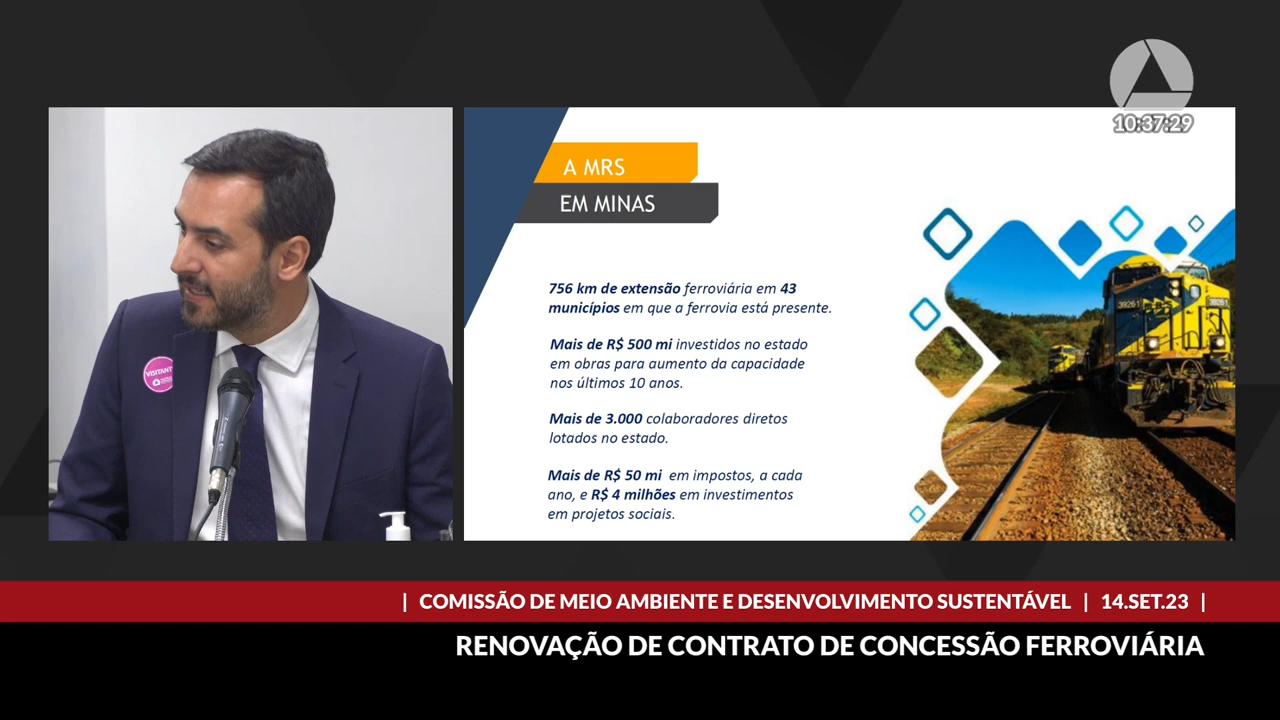 10:37:29
A MRS
EM MINAS
756 km de extensão ferroviária em 43
municípios em que a ferrovia está presente.
Mais de R$ 500 mi investidos no estado
em obras para aumento da capacidade
nos últimos 10 anos.
Mais de 3.000 colaboradores diretos
lotados no estado.
Mais de R$ 50 mi em impostos, a cada
ano, e R$ 4 milhões em investimentos
em projetos sociais.
| COMISSÃO DE MEIO AMBIENTE E DESENVOLVIMENTO SUSTENTÁVEL | 14.SET.23 |
RENOVAÇÃO DE CONTRATO DE CONCESSÃO FERROVIÁRIA